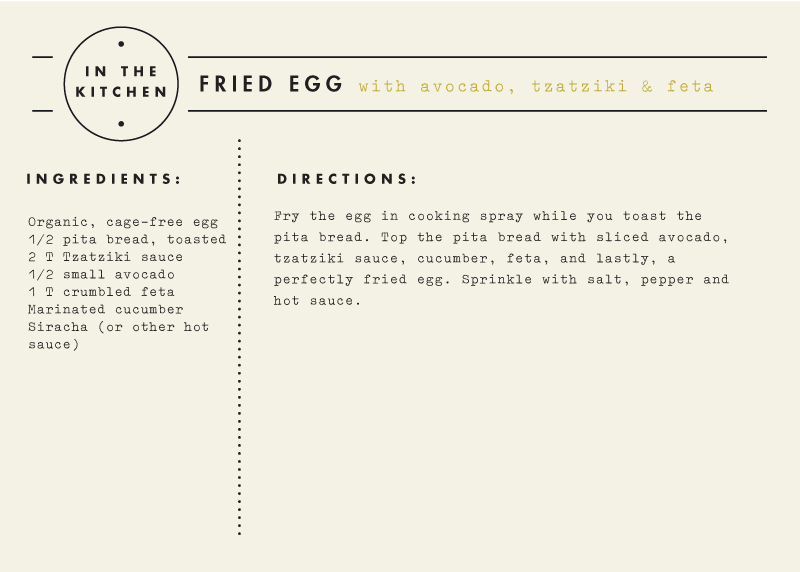 IN THE
KITCHEN
FRIED EGG with avocado, tzatziki & feta
INGREDIENTS:
Organic, cage-free egg
1/2 pita bread, toasted
2 T Tzatziki sauce
1/2 small avocado
1 T crumbled feta
Marinated cucumber
Siracha (or other hot
sauce)
DIRECTIONS:
Fry the egg in cooking spray while you toast the
pita bread. Top the pita bread with sliced avocado,
tzatziki sauce, cucumber, feta, and lastly, a
perfectly fried egg. Sprinkle with salt, pepper and
hot sauce.